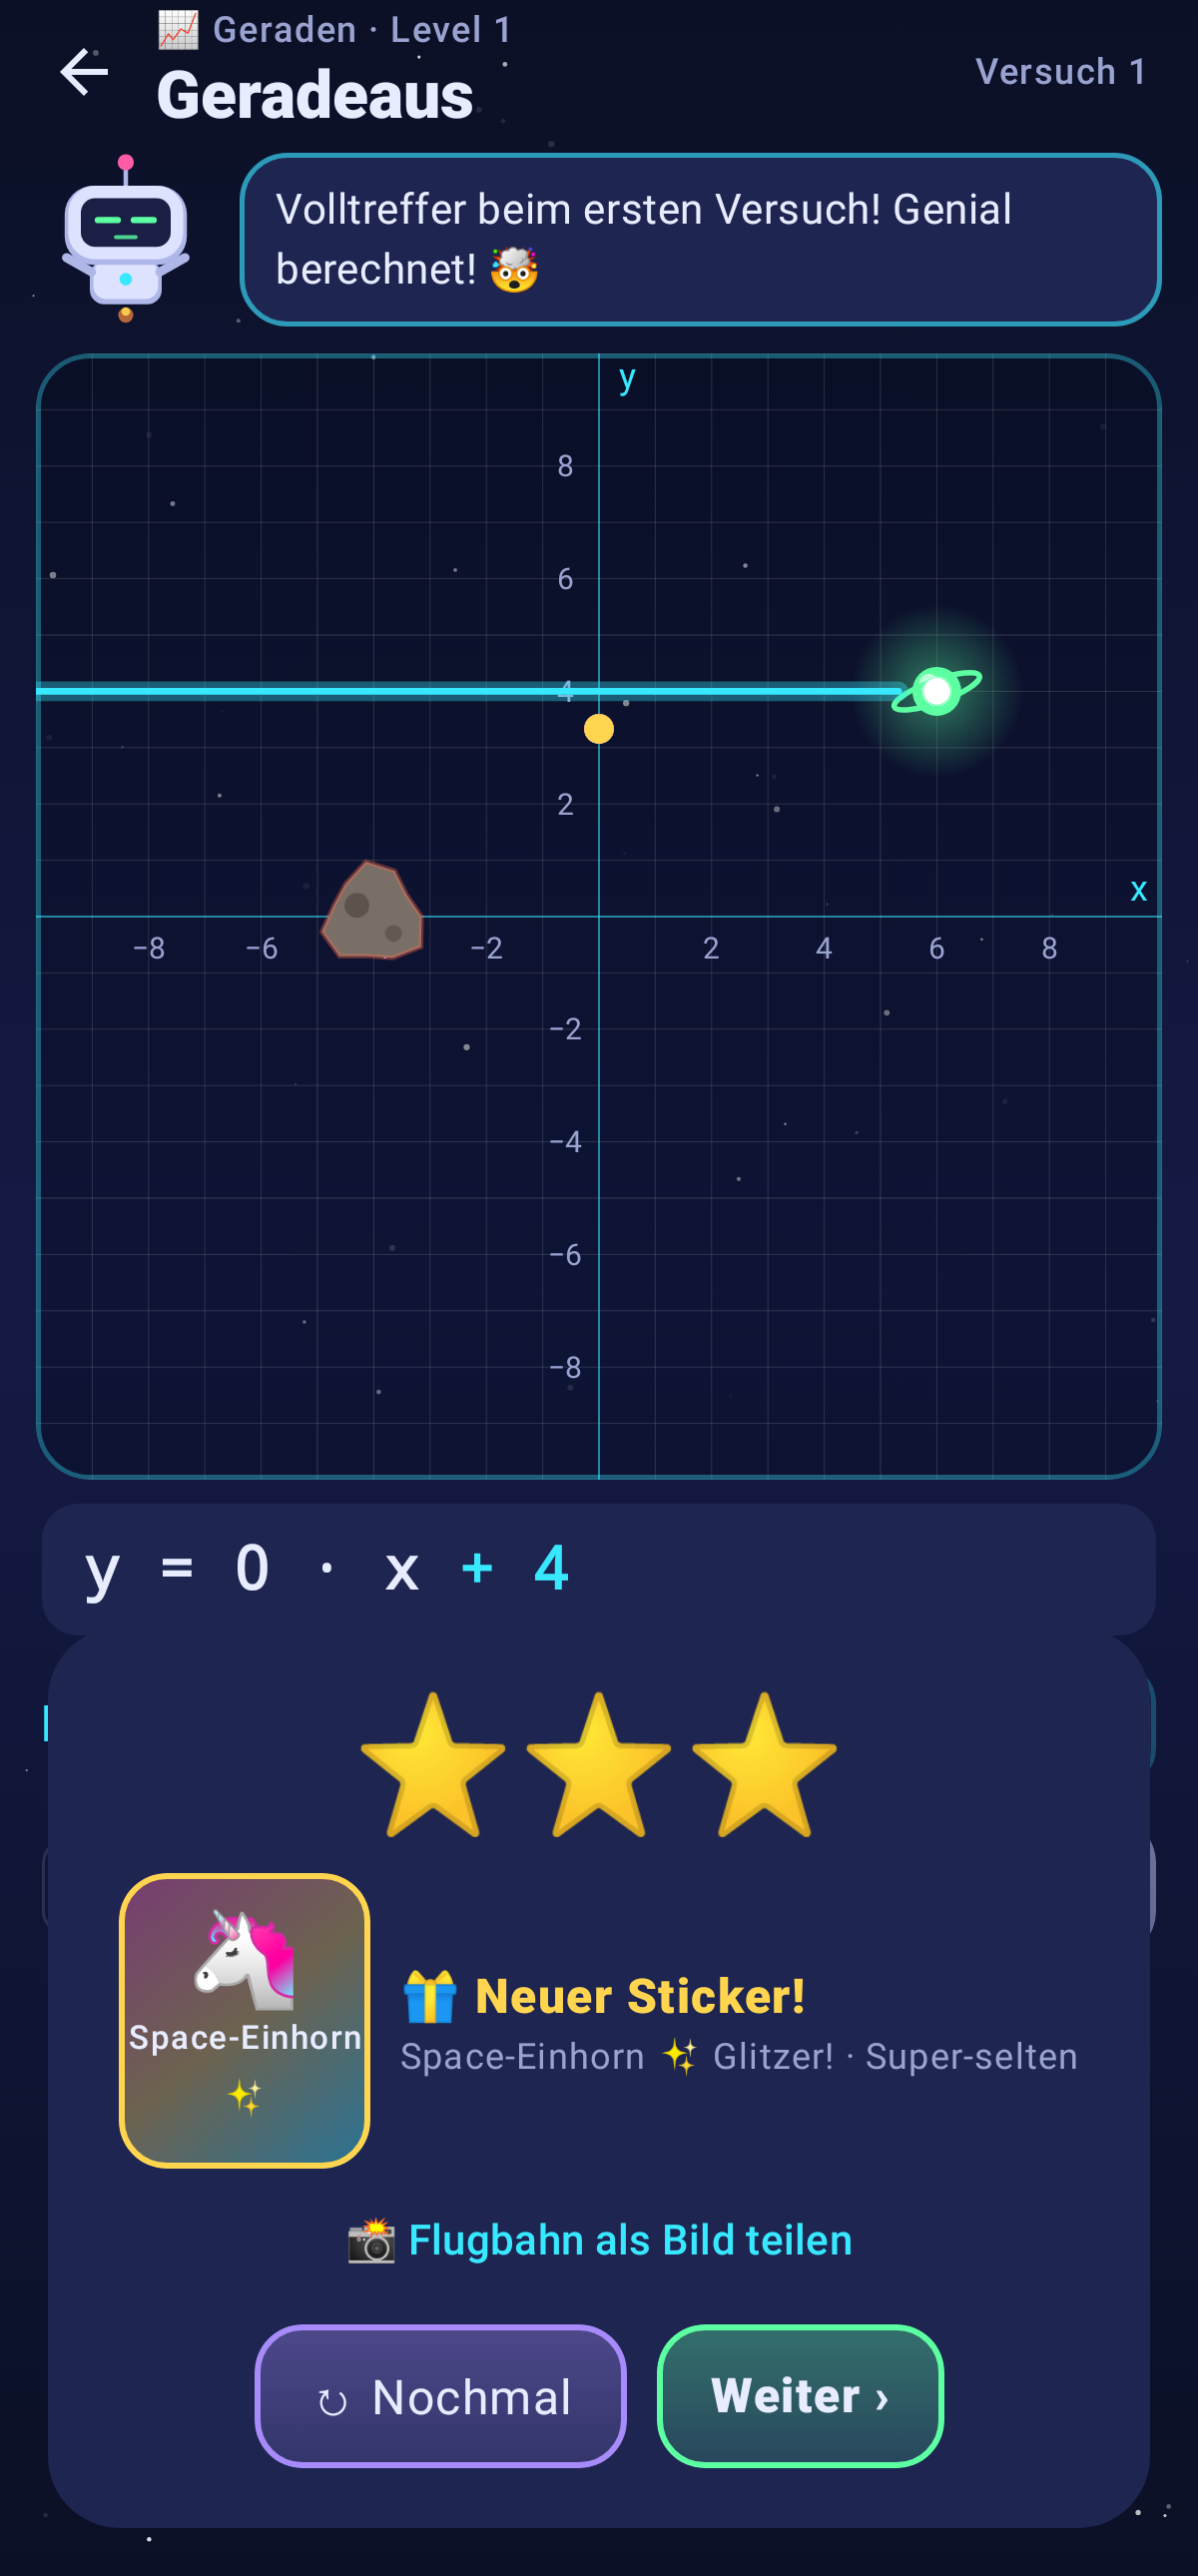 📈 Geraden · Level 1
Geradeaus
Versuch 1
Volltreffer beim ersten Versuch! Genial
berechnet! 🤯
y
8
6
4
2
x
−8 −6 −2 2 4 6 8
−2
−4
−6
−8
y = 0 · x + 4
Space-Einhorn
✨
🎁 Neuer Sticker!
Space-Einhorn ✨ Glitzer! · Super-selten
📸 Flugbahn als Bild teilen
↻ Nochmal
Weiter ›